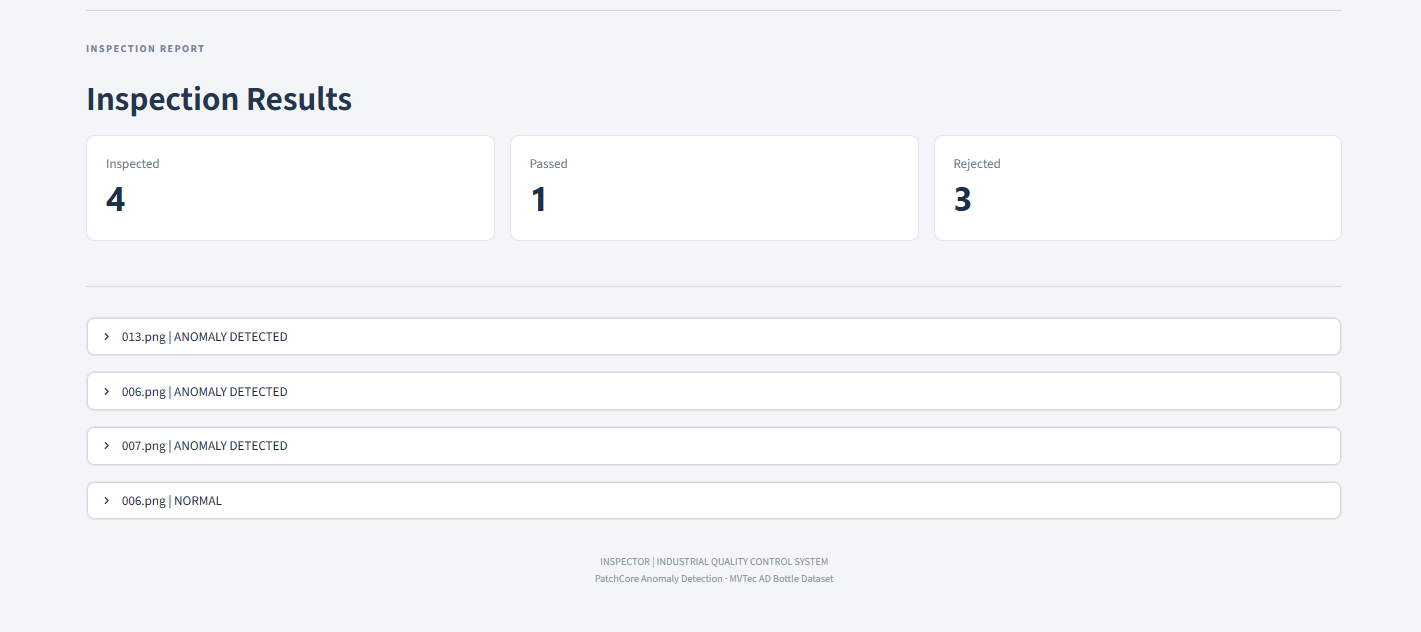 INSPECTION REPORT
Inspection Results
Inspected
4
Passed
1
Rejected
3
013.png | ANOMALY DETECTED
006.png | ANOMALY DETECTED
007.png | ANOMALY DETECTED
006.png | NORMAL
INSPECTOR | INDUSTRIAL QUALITY CONTROL SYSTEM
PatchCore Anomaly Detection · MVTec AD Bottle Dataset